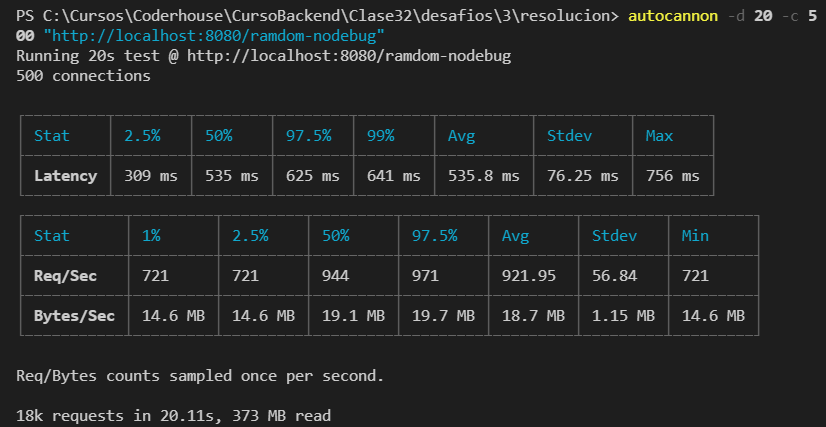 PS C:\Cursos\Coderhouse\CursoBackend\Clase32\desafios\3\resolucion> autocannon -d 20 -c 5
00 "http://localhost:8080/ramdom-nodebug"
Running 20s test @ http://localhost:8080/ramdom-nodebug
500 connections
Stat 2.5% 50% 97.5% 99% Avg Stdev Max
Latency 309 ms 535 ms 625 ms 641 ms 535.8 ms 76.25 ms 756 ms
Stat 1% 2.5% 50% 97.5% Avg Stdev Min
Req/Sec 721 721 944 971 921.95 56.84 721
Bytes/Sec 14.6 MB 14.6 MB 19.1 MB 19.7 MB 18.7 MB 1.15 MB 14.6 MB
Req/Bytes counts sampled once per second.
18k requests in 20.11s, 373 MB read